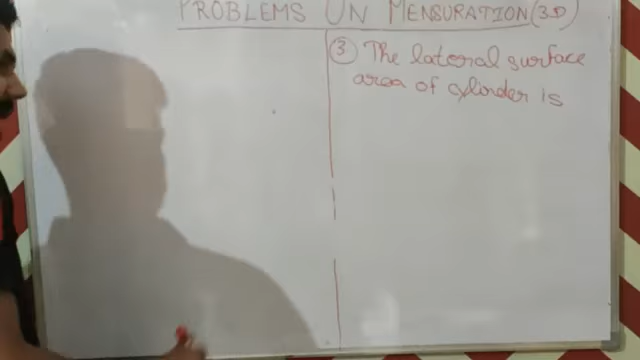 PROBLEMS ON MENSURATION(3D)
③ The lateral surface
area of cylinder is